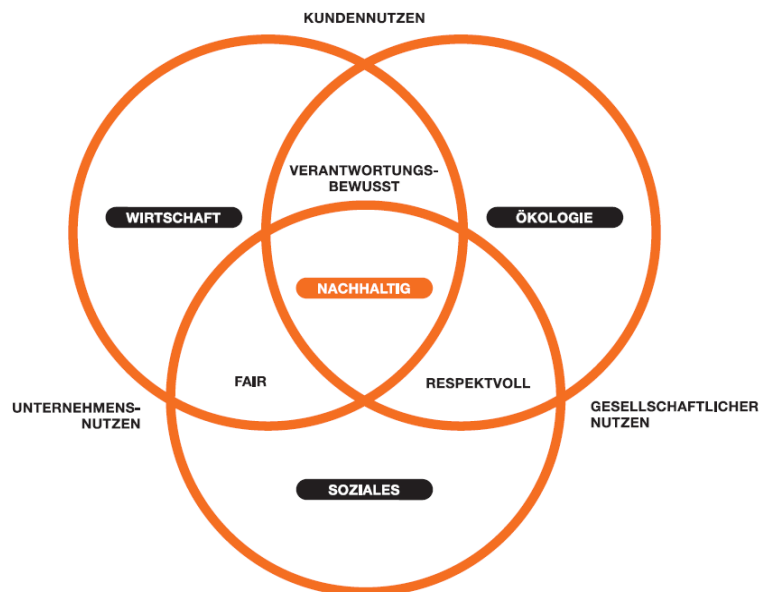 KUNDENNUTZEN
VERANTWORTUNGS-
BEWUSST
WIRTSCHAFT
ÖKOLOGIE
NACHHALTIG
FAIR
RESPEKTVOLL
UNTERNEHMENS-
NUTZEN
GESELLSCHAFTLICHER
NUTZEN
SOZIALES